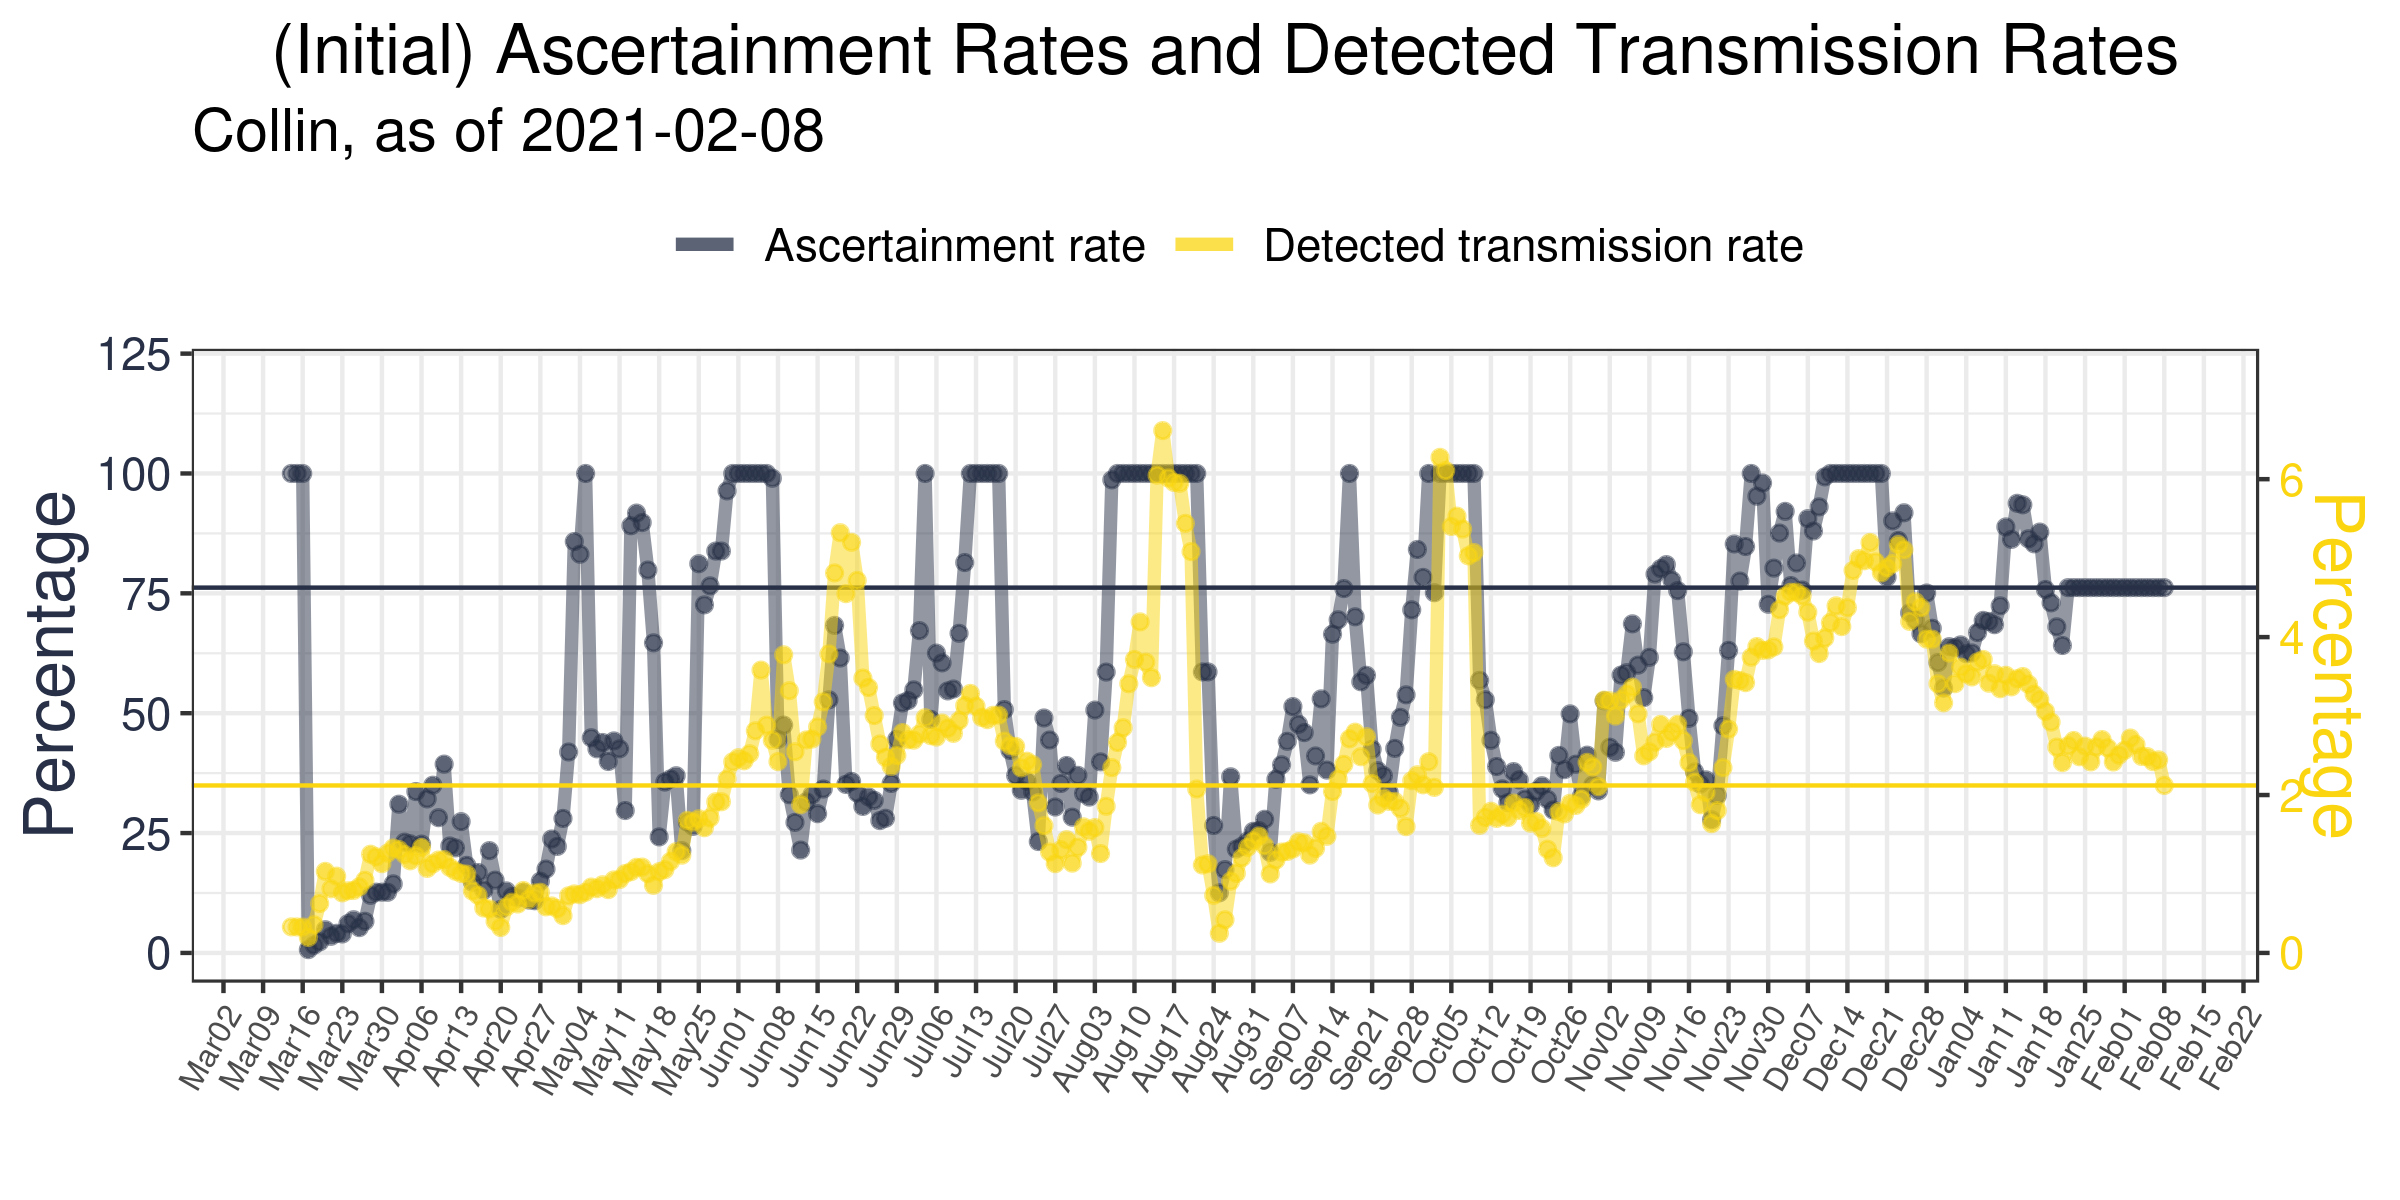 (Initial) Ascertainment Rates and Detected Transmission Rates
Collin, as of 2021-02-08
Ascertainment rate Detected transmission rate
Percentage
125
100
75
50
25
0
6
4
2
0
Percentage
Mar02 Mar09 Mar16 Mar23 Mar30 Apr06 Apr13 Apr20 Apr27 May04 May11 May18 May25 Jun01 Jun08 Jun15 Jun22 Jun29 Jul06 Jul13 Jul20 Jul27 Aug03 Aug10 Aug17 Aug24 Aug31 Sep07 Sep14 Sep21 Sep28 Oct05 Oct12 Oct19 Oct26 Nov02 Nov09 Nov16 Nov23 Nov30 Dec07 Dec14 Dec21 Dec28 Jan04 Jan11 Jan18 Jan25 Feb01 Feb08 Feb15 Feb22